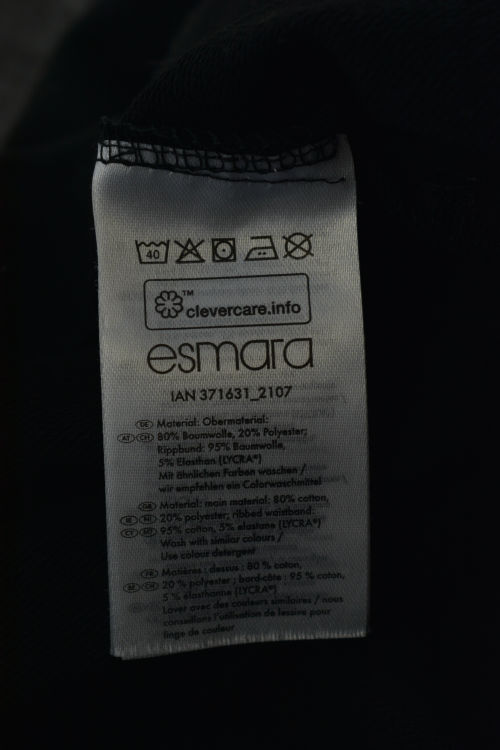 40
clevercare.info
esmara
IAN 371631_2107
DE Material: Obermaterial:
AT CH 80% Baumwolle, 20% Polyester;
Rippbund: 95% Baumwolle,
5% Elasthan (LYCRA®)
Mit ähnlichen Farben waschen /
wir empfehlen ein Colorwaschmittel
GB Material: main material: 80% cotton,
IE NI 20% polyester; ribbed waistband:
CY MT 95% cotton, 5% elastane (LYCRA®)
Wash with similar colours /
Use colour detergent
FR Matières : dessus : 80 % coton,
BE CH 20 % polyester ; bord-côte : 95 % coton,
5 % élasthanne (LYCRA®)
Laver avec des couleurs similaires / nous
conseillons l'utilisation de lessive pour
linge de couleur